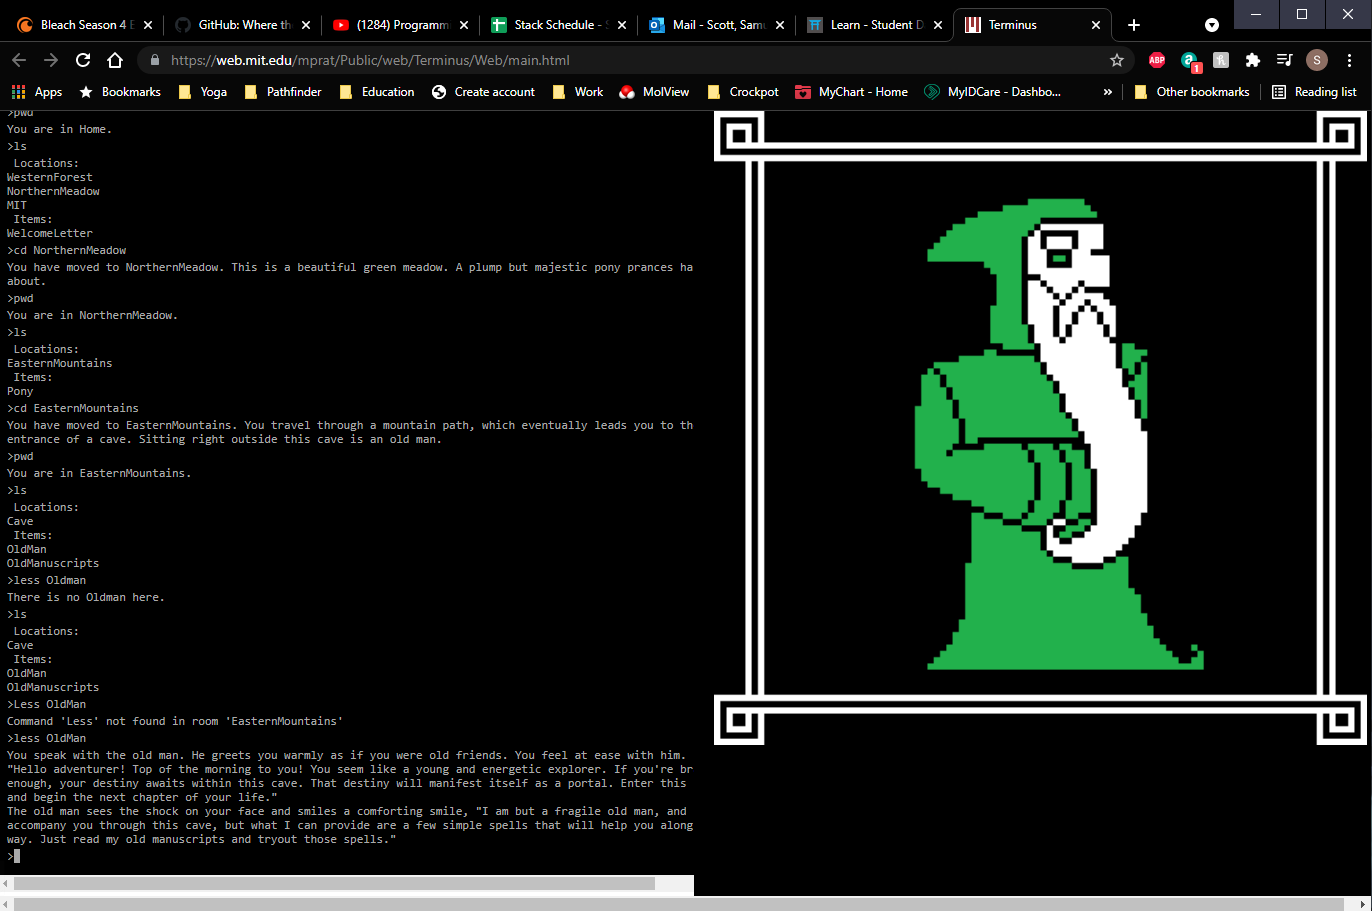 Bleach Season 4 E
GitHub: Where th
(1284) Programm
Stack Schedule - S
Mail - Scott, Samu
Learn - Student D
Terminus
https://web.mit.edu/mprat/Public/web/Terminus/Web/main.html
ABP
a
1
S
Apps
Bookmarks
Yoga
Pathfinder
Education
Create account
Work
MolView
Crockpot
MyChart - Home
MyIDCare - Dashbo...
»
Other bookmarks
Reading list
>pwd
You are in Home.
>ls
Locations:
WesternForest
NorthernMeadow
MIT
Items:
WelcomeLetter
>cd NorthernMeadow
You have moved to NorthernMeadow. This is a beautiful green meadow. A plump but majestic pony prances ha
about.
>pwd
You are in NorthernMeadow.
>ls
Locations:
EasternMountains
Items:
Pony
>cd EasternMountains
You have moved to EasternMountains. You travel through a mountain path, which eventually leads you to th
entrance of a cave. Sitting right outside this cave is an old man.
>pwd
You are in EasternMountains.
>ls
Locations:
Cave
Items:
OldMan
OldManuscripts
>less Oldman
There is no Oldman here.
>ls
Locations:
Cave
Items:
OldMan
OldManuscripts
>Less OldMan
Command 'Less' not found in room 'EasternMountains'
>less OldMan
You speak with the old man. He greets you warmly as if you were old friends. You feel at ease with him.
"Hello adventurer! Top of the morning to you! You seem like a young and energetic explorer. If you're br
enough, your destiny awaits within this cave. That destiny will manifest itself as a portal. Enter this
and begin the next chapter of your life."
The old man sees the shock on your face and smiles a comforting smile, "I am but a fragile old man, and
accompany you through this cave, but what I can provide are a few simple spells that will help you along
way. Just read my old manuscripts and tryout those spells."
>